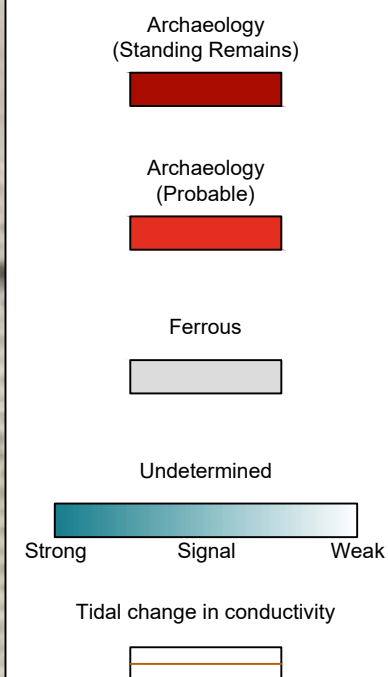 Archaeology
(Standing Remains)
Archaeology
(Probable)
Ferrous
Undetermined
Strong Signal Weak
Tidal change in conductivity